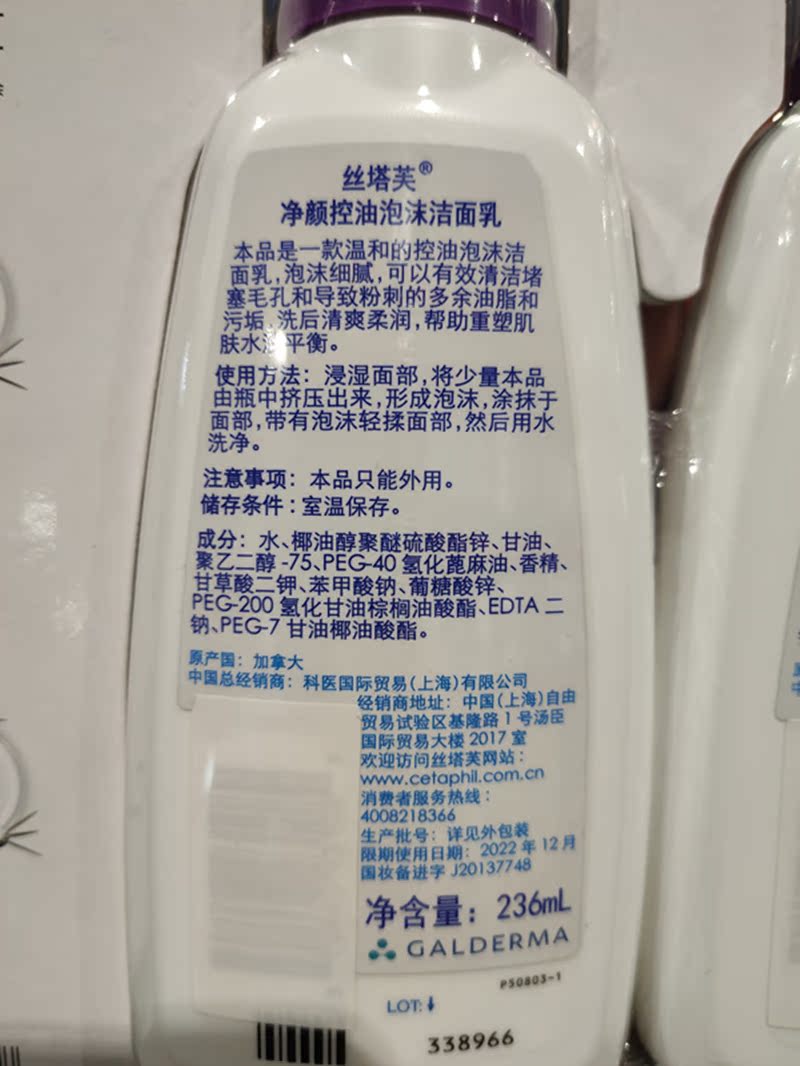 丝塔芙®
净颜控油泡沫洁面乳
本品是一款温和的控油泡沫洁
面乳,泡沫细腻,可以有效清洁堵
塞毛孔和导致粉刺的多余油脂和
污垢,洗后清爽柔润,帮助重塑肌
肤水油平衡。
使用方法：浸湿面部,将少量本品
由瓶中挤压出来,形成泡沫,涂抹于
面部,带有泡沫轻揉面部,然后用水
洗净。
注意事项：本品只能外用。
储存条件：室温保存。
成分：水、椰油醇聚醚硫酸酯锌、甘油、
聚乙二醇-75、PEG-40氢化蓖麻油、香精、
甘草酸二钾、苯甲酸钠、葡糖酸锌、
PEG-200氢化甘油棕榈油酸酯、EDTA二
钠、PEG-7甘油椰油酸酯。
原产国：加拿大
中国总经销商：科医国际贸易(上海)有限公司
经销商地址：中国(上海)自由
贸易试验区基隆路1号汤臣
国际贸易大楼2017室
欢迎访问丝塔芙网站：
www.cetaphil.com.cn
消费者服务热线：
4008218366
生产批号：详见外包装
限期使用日期：2022年12月
国妆备进字J20137748
净含量：236mL
GALDERMA
P50803-1
LOT:
338966